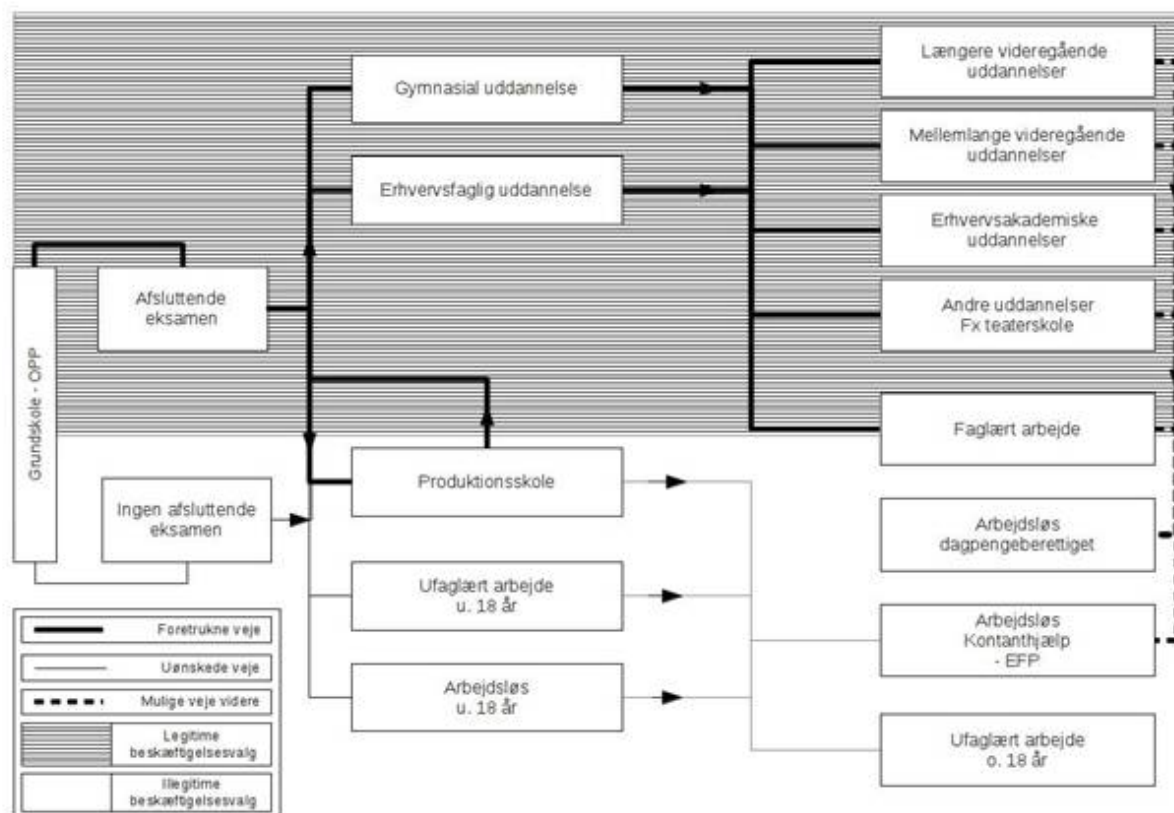 Grundskole - OPP
Afsluttende
eksamen
Ingen afsluttende
eksamen
Gymnasial uddannelse
Erhvervsfaglig uddannelse
Produktionsskole
Ufaglært arbejde
u. 18 år
Arbejdsløs
u. 18 år
Længere videregående
uddannelser
Mellemlange videregående
uddannelser
Erhvervsakademiske
uddannelser
Andre uddannelser
Fx teaterskole
Faglært arbejde
Arbejdsløs
dagpengeberettiget
Arbejdsløs
Kontanthjælp
- EFP
Ufaglært arbejde
o. 18 år
Foretrukne veje
Uønskede veje
Mulige veje videre
Legitime
beskæftigelsesvalg
Illegitime
beskæftigelsesvalg